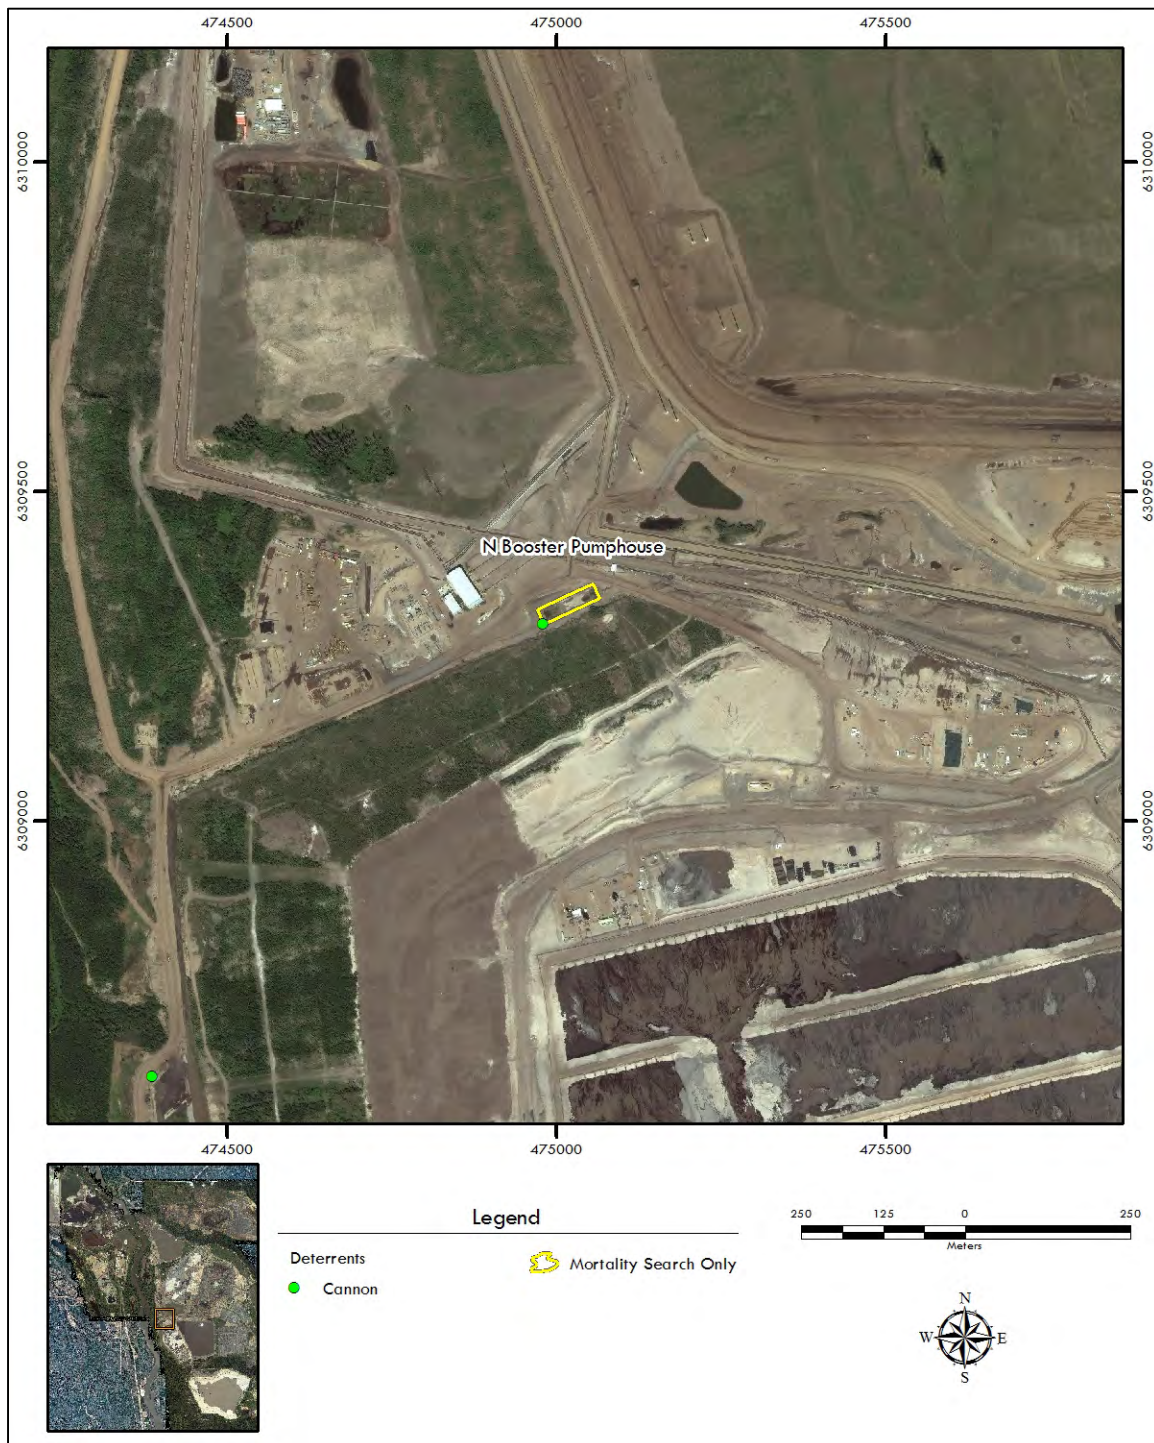 474500 475000 475500
6310000 6310000
6309500 6309500
N Booster Pumphouse
6309000 6309000
474500 475000 475500
Legend
Deterrents
Cannon
Mortality Search Only
250 125 0 250
Meters
N
W E
S